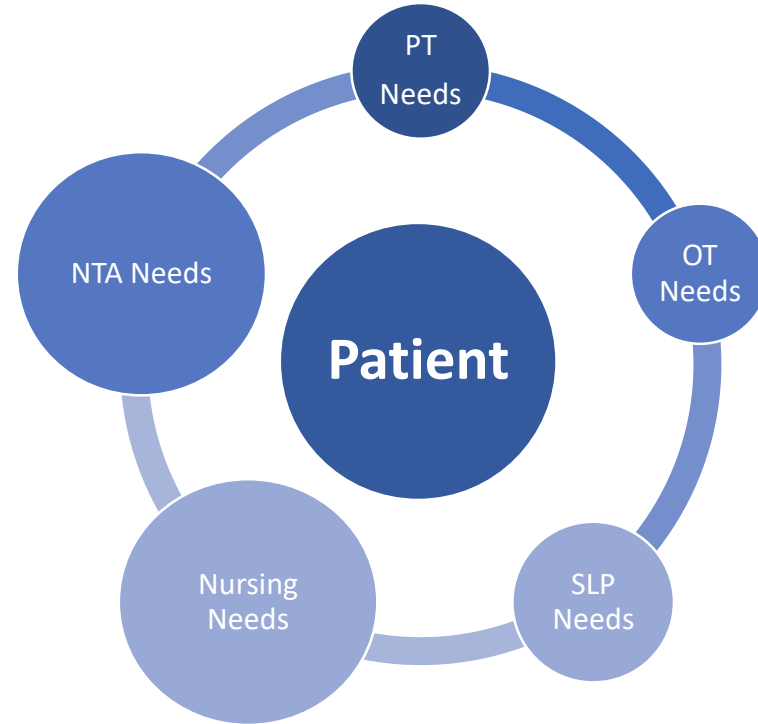 PT
Needs
OT
Needs
NTA Needs
Patient
Nursing
Needs
SLP
Needs